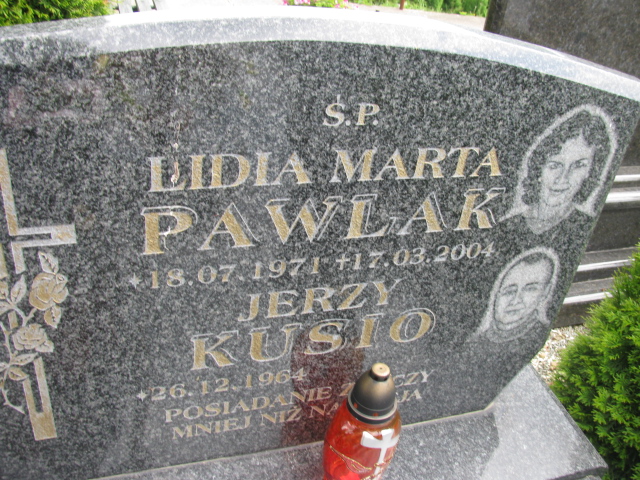 Ś.P.
LIDIA MARTA
PAWLAK
*18.07.1971 †17.03.2004
JERZY
KUSIO
*26.12.1964
POSIADANIE
MNIEJ NIŻ